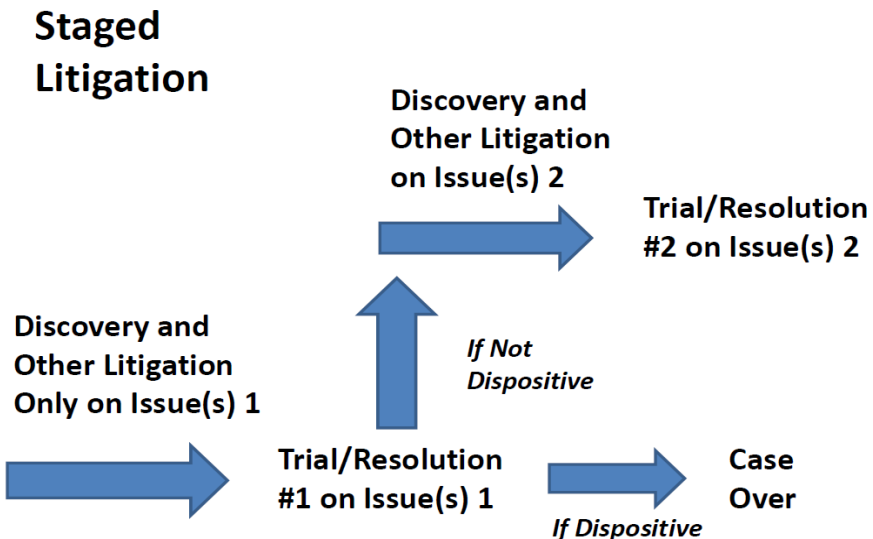 Staged
Litigation
Discovery and
Other Litigation
on Issue(s) 2
Trial/Resolution
#2 on Issue(s) 2
Discovery and
Other Litigation
Only on Issue(s) 1
If Not
Dispositive
Trial/Resolution
#1 on Issue(s) 1
Case
Over
If Dispositive